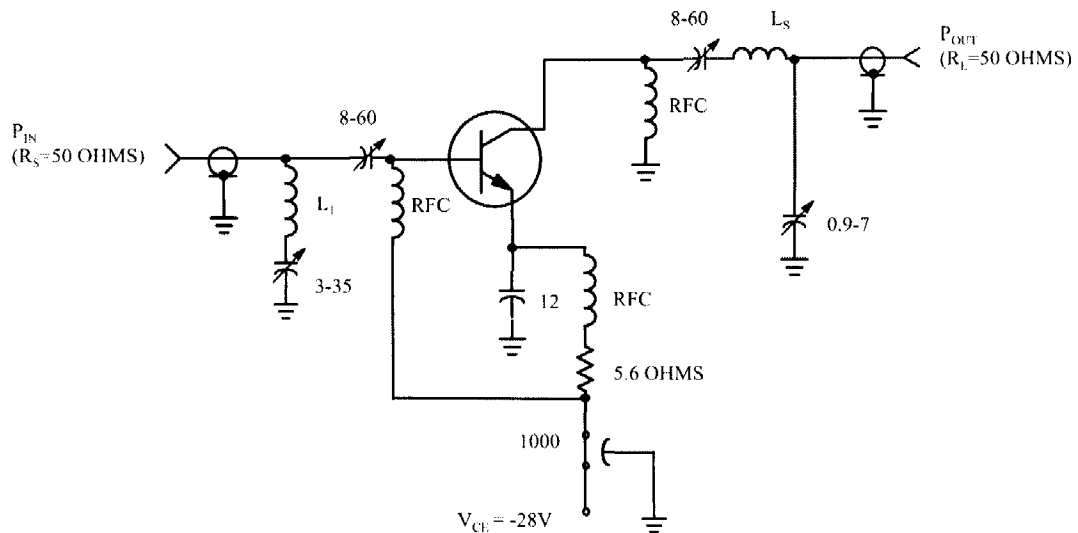 8-60
L_S
P_OUT
(R_L=50 OHMS)
RFC
8-60
P_IN
(R_S=50 OHMS)
L_1
RFC
0.9-7
3-35
12
RFC
5.6 OHMS
1000
V_CE = -28V